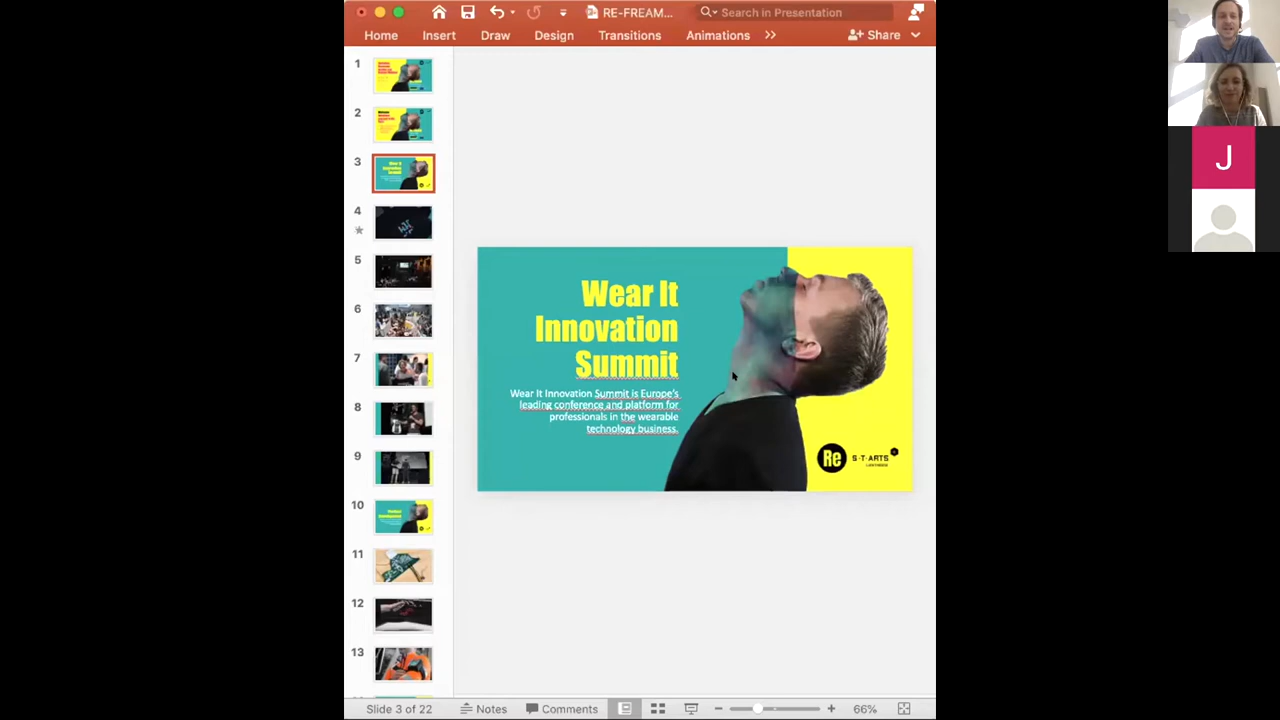 RE-FREAM...
Search in Presentation
Home
Insert
Draw
Design
Transitions
Animations
Share
1
2
3
4
5
6
7
8
9
10
11
12
13
Wear It
Innovation
Summit
Wear It Innovation Summit is Europe's
leading conference and platform for
professionals in the wearable
technology business.
Re
S·T·ARTS
J
Slide 3 of 22
Notes
Comments
66%